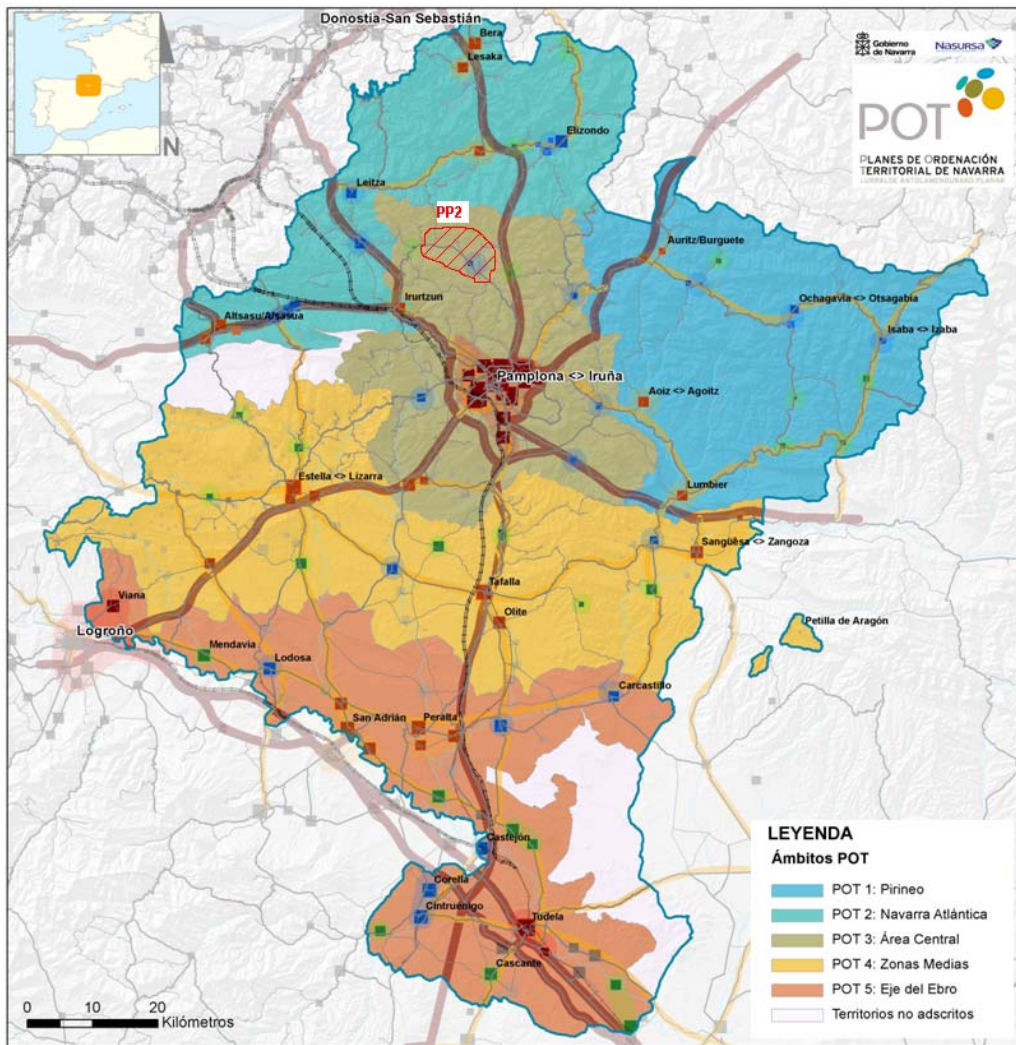 Donostia-San Sebastián
Bera
Lesaka
Gobierno
de Navarra
Nasursa
N
Elizondo
POT
PLANES DE ORDENACIÓN
TERRITORIAL DE NAVARRA
LURRALDE ANTOLAMENDURAKO PLANAK
Leitza
PP2
Auritz/Burguete
Ochagavía <> Otsagabia
Irurtzun
Altsasu/Alsasua
Isaba <> Izaba
Pamplona <> Iruña
Aoiz <> Agoitz
Estella <> Lizarra
Lumbier
Sangüesa <> Zangoza
Viana
Tafalla
Olite
Petilla de Aragón
Logroño
Mendavia
Lodosa
Carcastillo
San Adrián
Peralta
Castejón
Corella
Cintruénigo
Tudela
Cascante
LEYENDA
Ámbitos POT
POT 1: Pirineo
POT 2: Navarra Atlántica
POT 3: Área Central
POT 4: Zonas Medias
POT 5: Eje del Ebro
Territorios no adscritos
0 10 20
Kilómetros